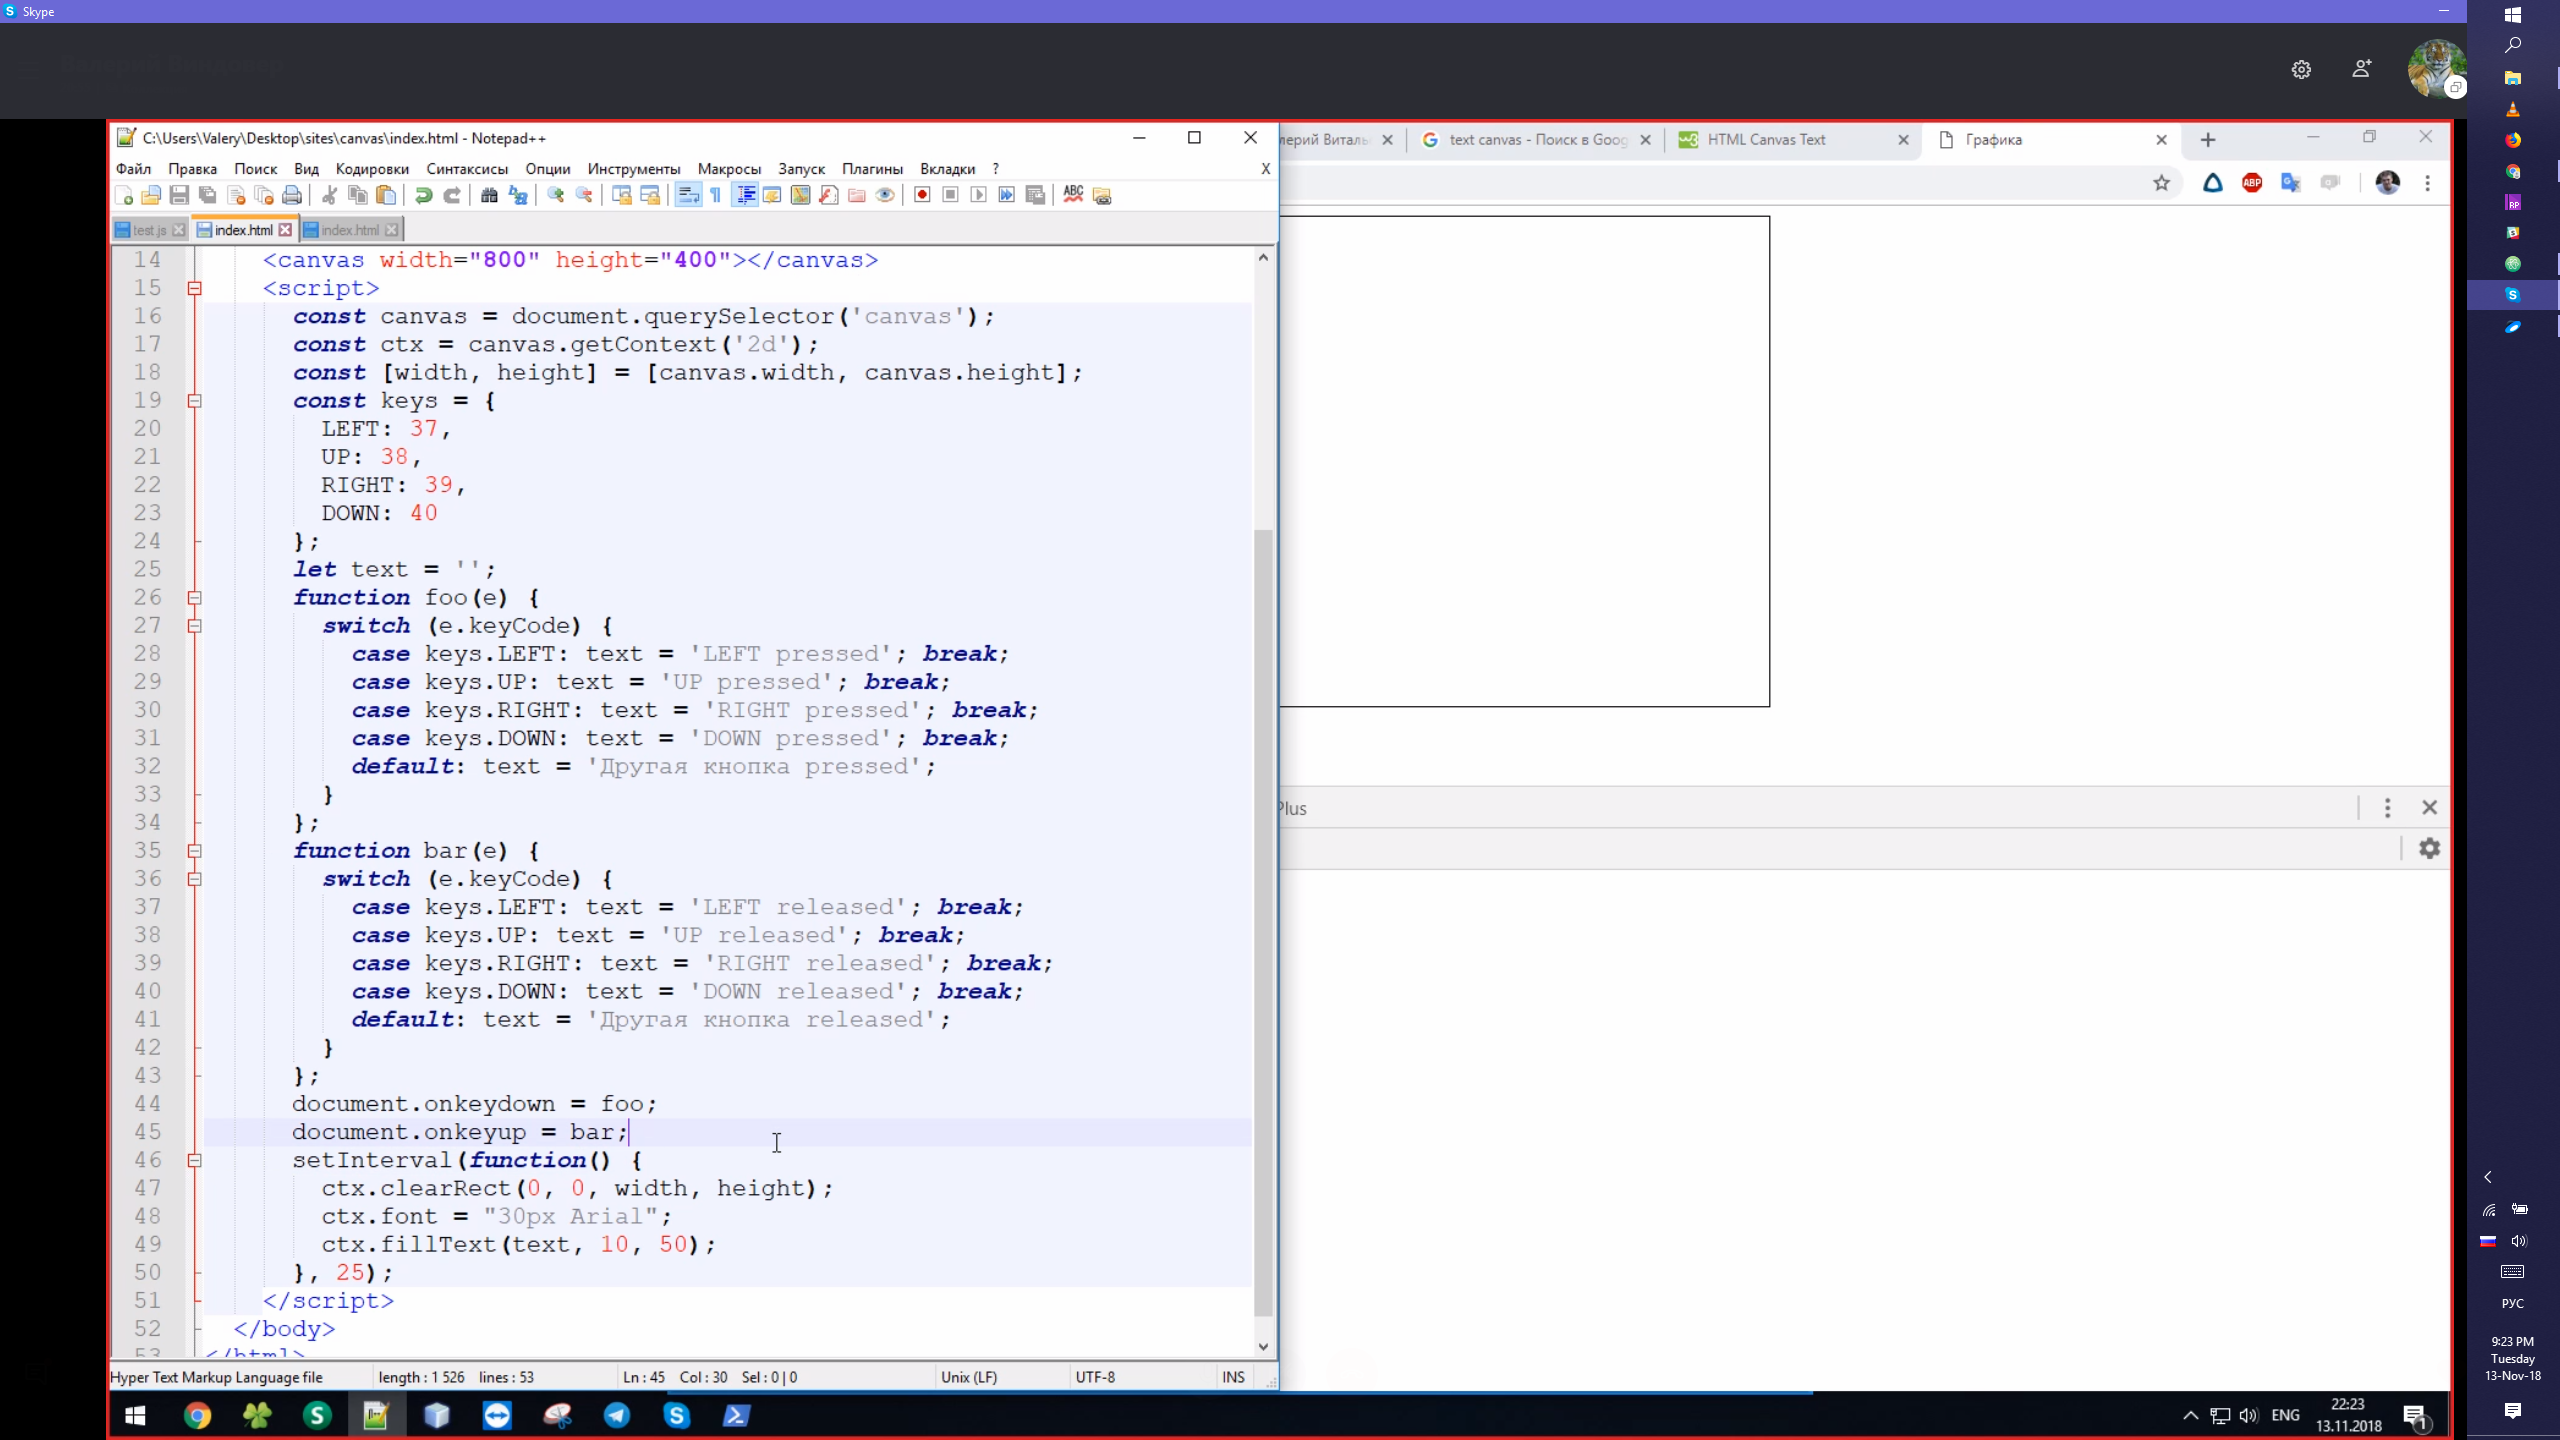 Skype
C:\Users\Valery\Desktop\sites\canvas\index.html - Notepad++
лерий Виталь
text canvas - Поиск в Goog
HTML Canvas Text
Графика
Файл Правка Поиск Вид Кодировки Синтаксисы Опции Инструменты Макросы Запуск Плагины Вкладки ? X
ABP
ABC
test.js index.html index.html
14 <canvas width="800" height="400"></canvas>
15 <script>
16 const canvas = document.querySelector('canvas');
17 const ctx = canvas.getContext('2d');
18 const [width, height] = [canvas.width, canvas.height];
19 const keys = {
20 LEFT: 37,
21 UP: 38,
22 RIGHT: 39,
23 DOWN: 40
24 };
25 let text = '';
26 function foo(e) {
27 switch (e.keyCode) {
28 case keys.LEFT: text = 'LEFT pressed'; break;
29 case keys.UP: text = 'UP pressed'; break;
30 case keys.RIGHT: text = 'RIGHT pressed'; break;
31 case keys.DOWN: text = 'DOWN pressed'; break;
32 default: text = 'Другая кнопка pressed';
33 }
34 };
35 function bar(e) {
36 switch (e.keyCode) {
37 case keys.LEFT: text = 'LEFT released'; break;
38 case keys.UP: text = 'UP released'; break;
39 case keys.RIGHT: text = 'RIGHT released'; break;
40 case keys.DOWN: text = 'DOWN released'; break;
41 default: text = 'Другая кнопка released';
42 }
43 };
44 document.onkeydown = foo;
45 document.onkeyup = bar;
46 setInterval(function() {
47 ctx.clearRect(0, 0, width, height);
48 ctx.font = "30px Arial";
49 ctx.fillText(text, 10, 50);
50 }, 25);
51 </script>
52 </body>
53 </html>
Plus
Hyper Text Markup Language file length : 1 526 lines : 53 Ln : 45 Col : 30 Sel : 0 | 0 Unix (LF) UTF-8 INS
ENG
22:23
13.11.2018
1
RP
РУС
9:23 PM
Tuesday
13-Nov-18